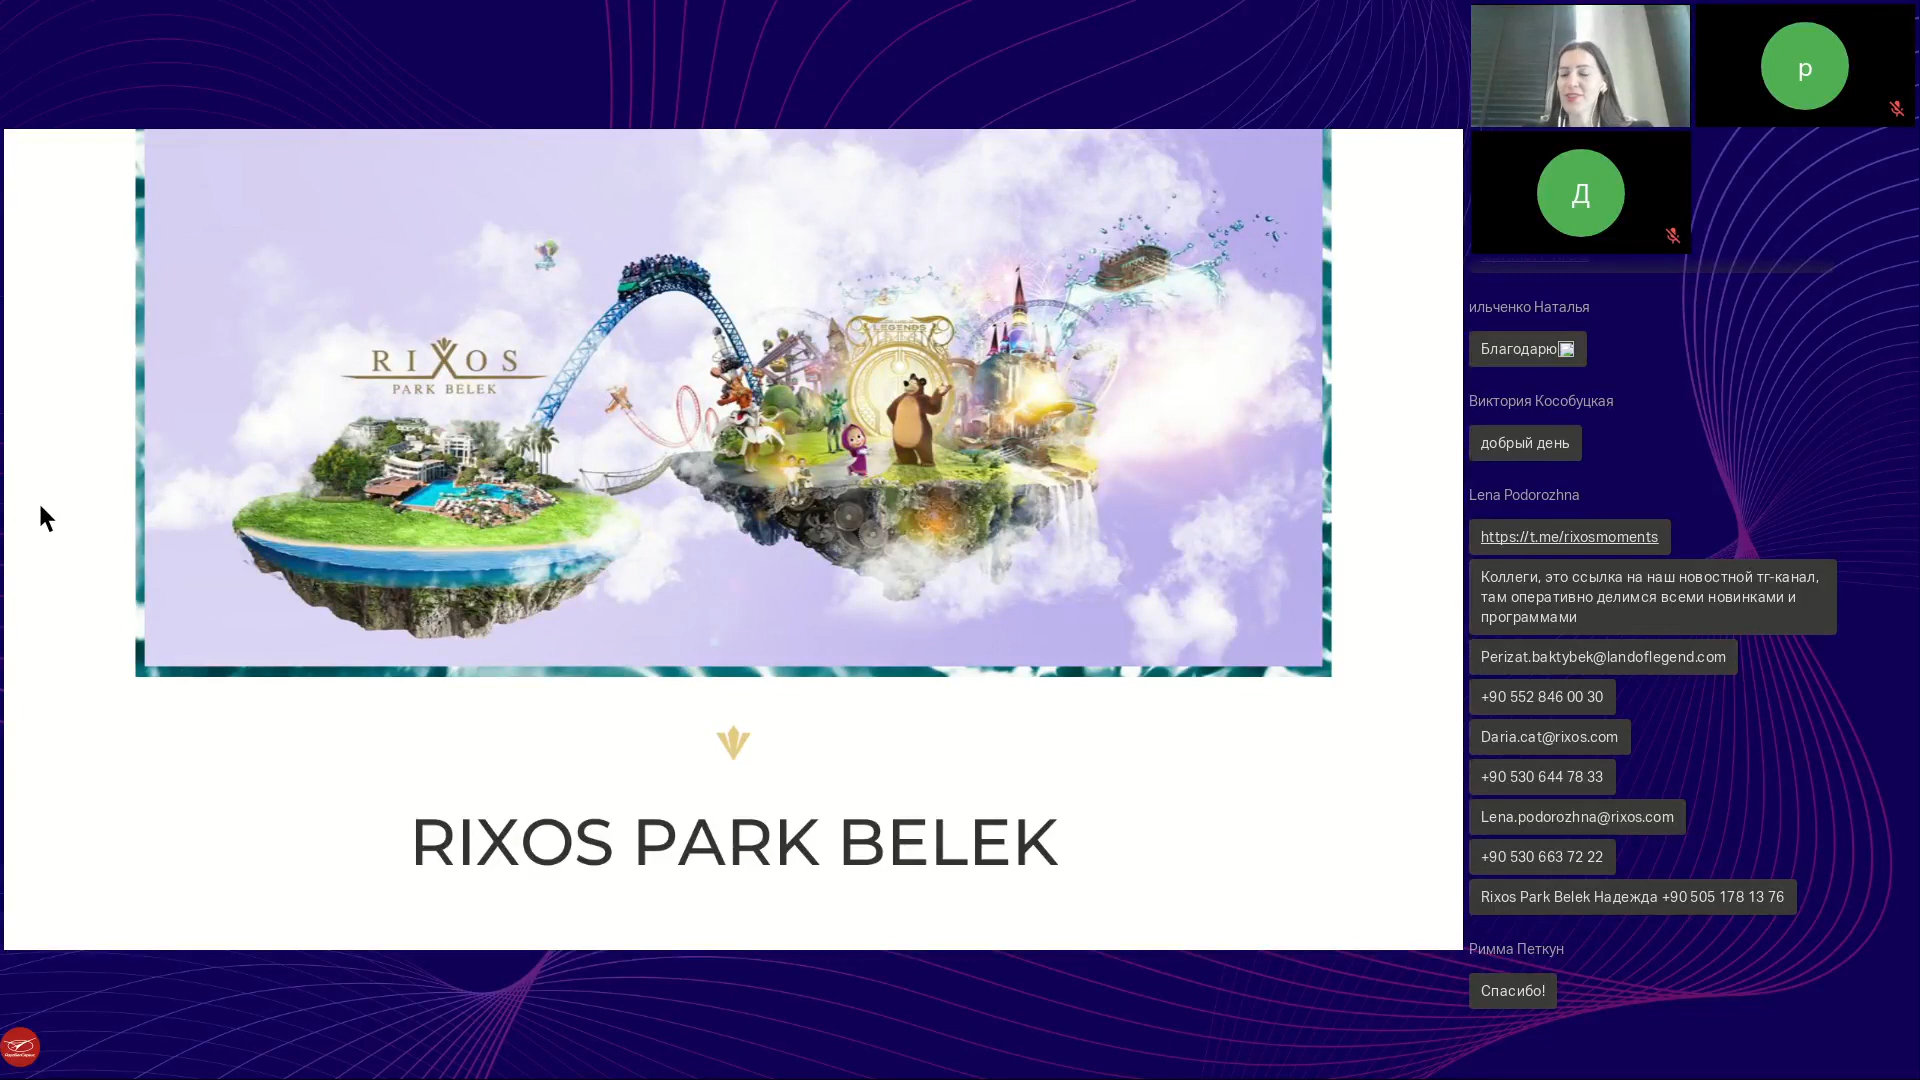 RIXOS
PARK BELEK
LEGENDS
RIXOS PARK BELEK
р
Д
ильченко Наталья
Благодарю
Виктория Кособуцкая
добрый день
Lena Podorozhna
https://t.me/rixosmoments
Коллеги, это ссылка на наш новостной тг-канал,
там оперативно делимся всеми новинками и
программами
Perizat.baktybek@landoflegend.com
+90 552 846 00 30
Daria.cat@rixos.com
+90 530 644 78 33
Lena.podorozhna@rixos.com
+90 530 663 72 22
Rixos Park Belek Надежда +90 505 178 13 76
Римма Петкун
Спасибо!